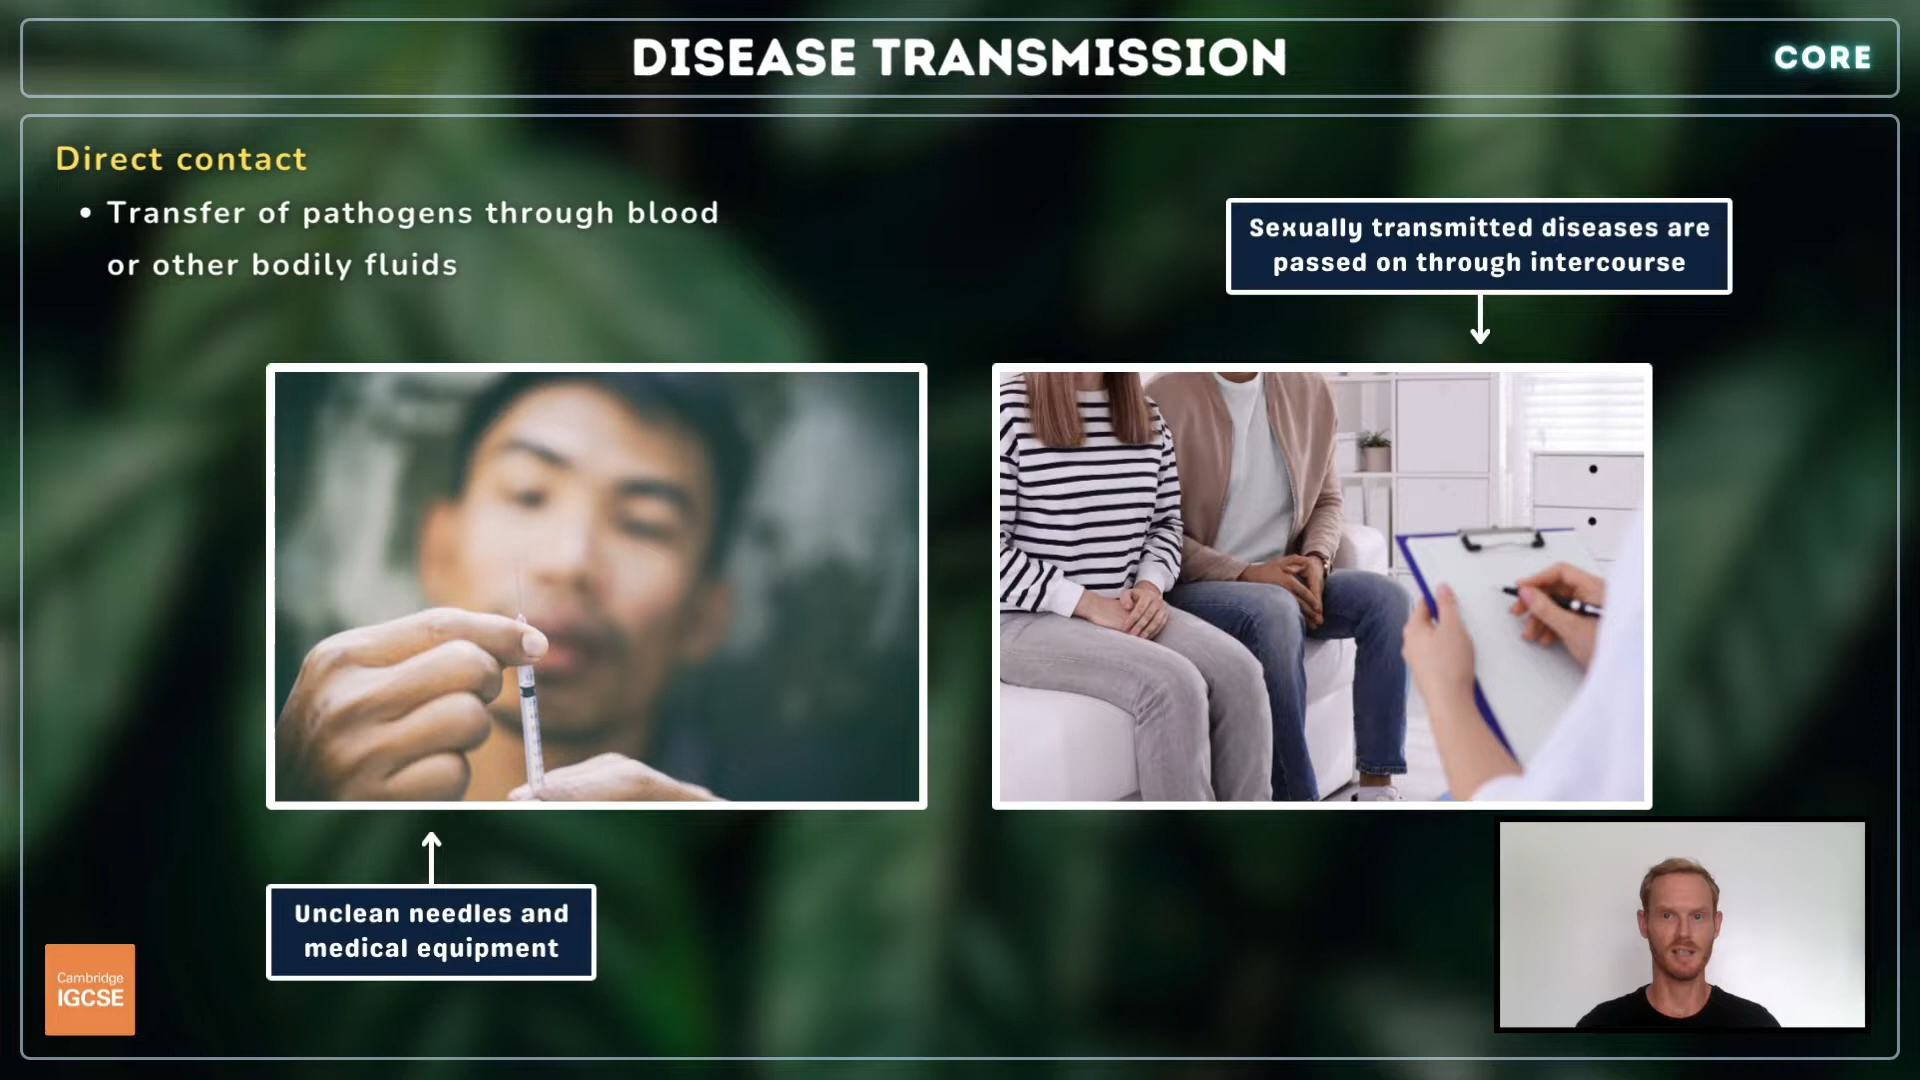 DISEASE TRANSMISSION
CORE
Direct contact
• Transfer of pathogens through blood
or other bodily fluids
Sexually transmitted diseases are
passed on through intercourse
Unclean needles and
medical equipment
Cambridge
IGCSE